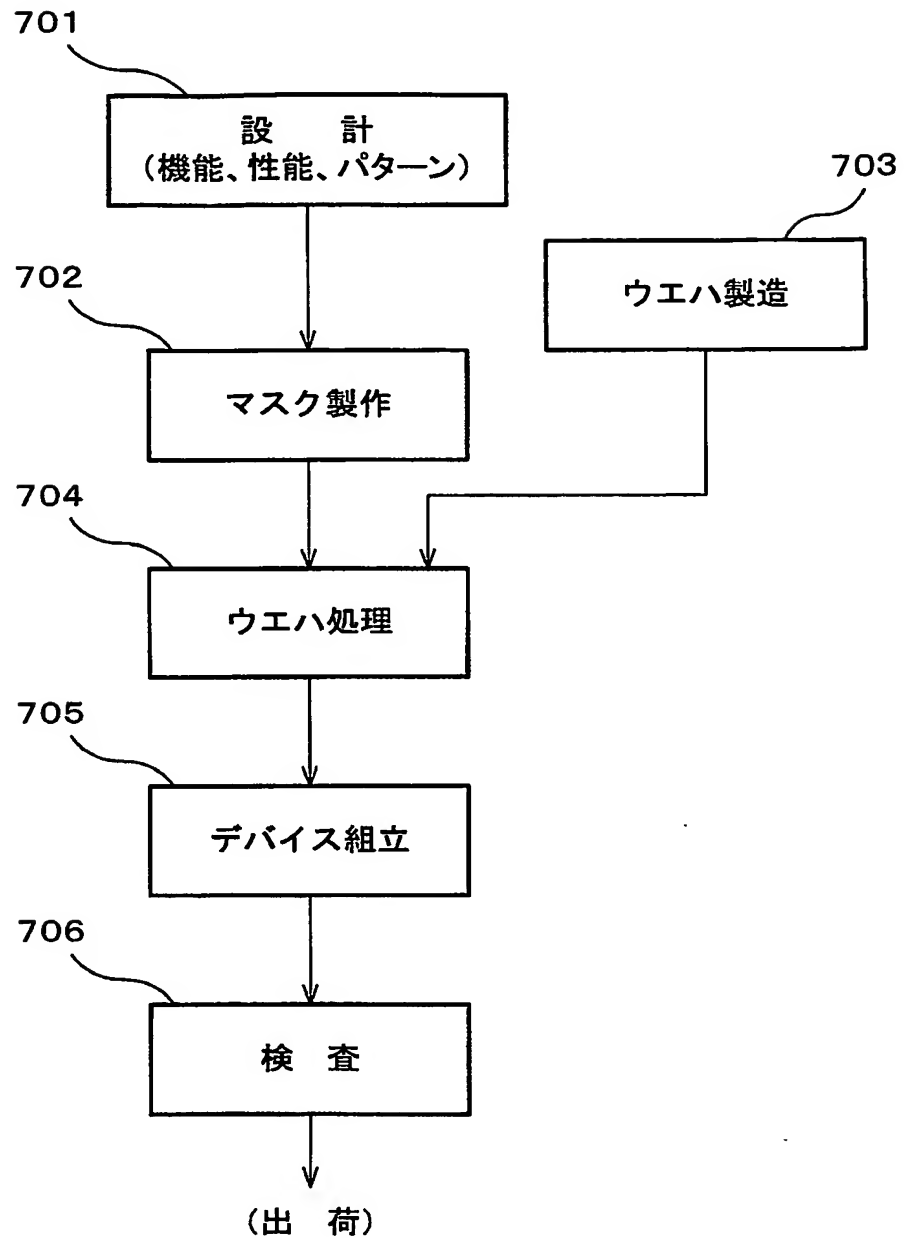 701
設 計
(機能、性能、パターン)
703
ウエハ製造
702
マスク製作
704
ウエハ処理
705
デバイス組立
706
検 査
(出 荷)